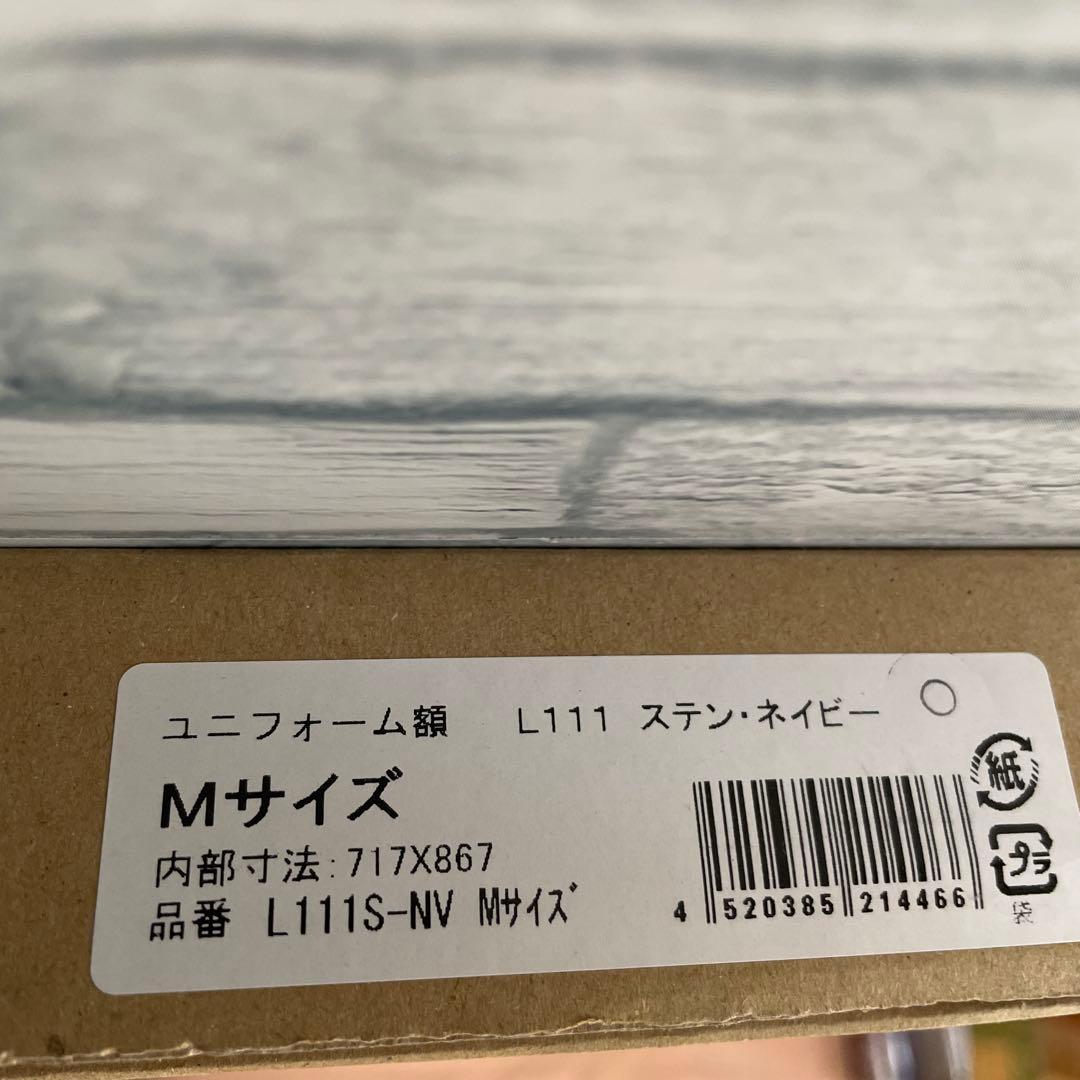 ユニフォーム額 L111 ステン・ネイビー
Mサイズ
内部寸法:717X867
品番 L111S-NV Mｻｲｽﾞ
4 520385 214466
紙
プラ
袋